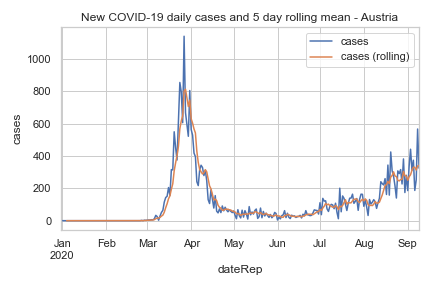 New COVID-19 daily cases and 5 day rolling mean - Austria
cases
cases (rolling)
1000
800
600
400
200
0
cases
Jan Feb Mar Apr May Jun Jul Aug Sep
2020
dateRep